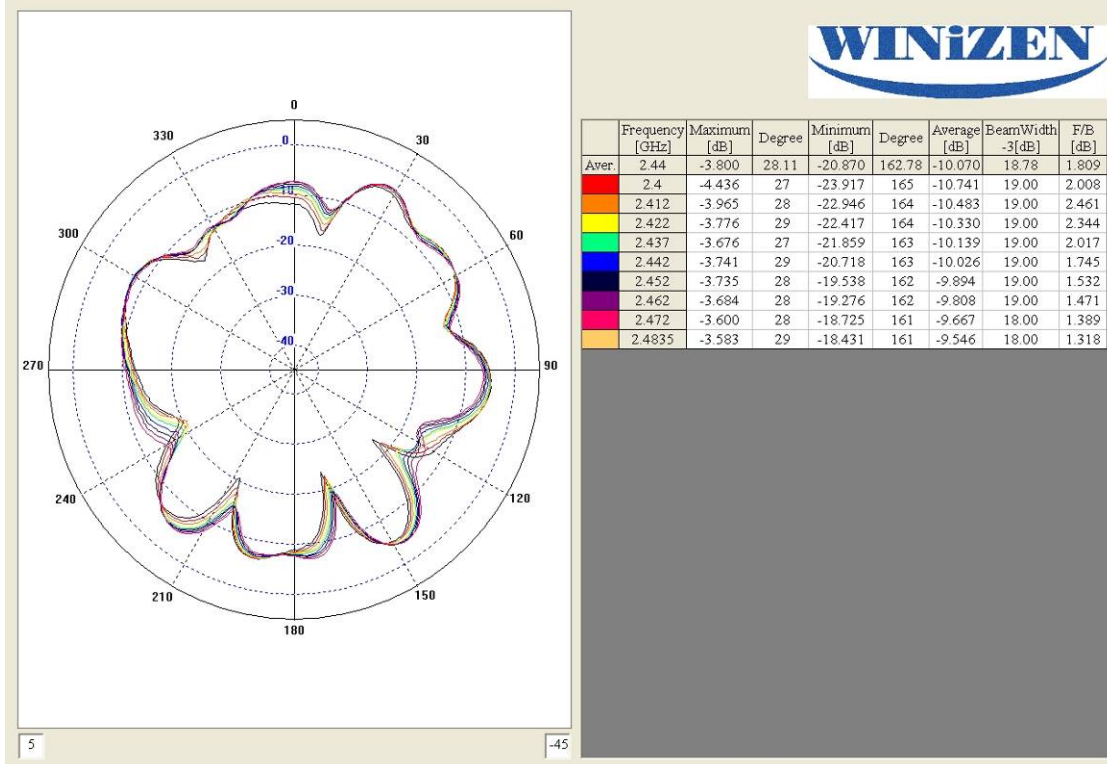 WINiZEN
0
330
30
0
-10
300
60
-20
-30
-40
270
90
240
120
210
150
180
5
-45
Frequency [GHz] Maximum [dB] Degree Minimum [dB] Degree Average [dB] BeamWidth -3[dB] F/B [dB]
Aver. 2.44 -3.800 28.11 -20.870 162.78 -10.070 18.78 1.809
2.4 -4.436 27 -23.917 165 -10.741 19.00 2.008
2.412 -3.965 28 -22.946 164 -10.483 19.00 2.461
2.422 -3.776 29 -22.417 164 -10.330 19.00 2.344
2.437 -3.676 27 -21.859 163 -10.139 19.00 2.017
2.442 -3.741 29 -20.718 163 -10.026 19.00 1.745
2.452 -3.735 28 -19.538 162 -9.894 19.00 1.532
2.462 -3.684 28 -19.276 162 -9.808 19.00 1.471
2.472 -3.600 28 -18.725 161 -9.667 18.00 1.389
2.4835 -3.583 29 -18.431 161 -9.546 18.00 1.318